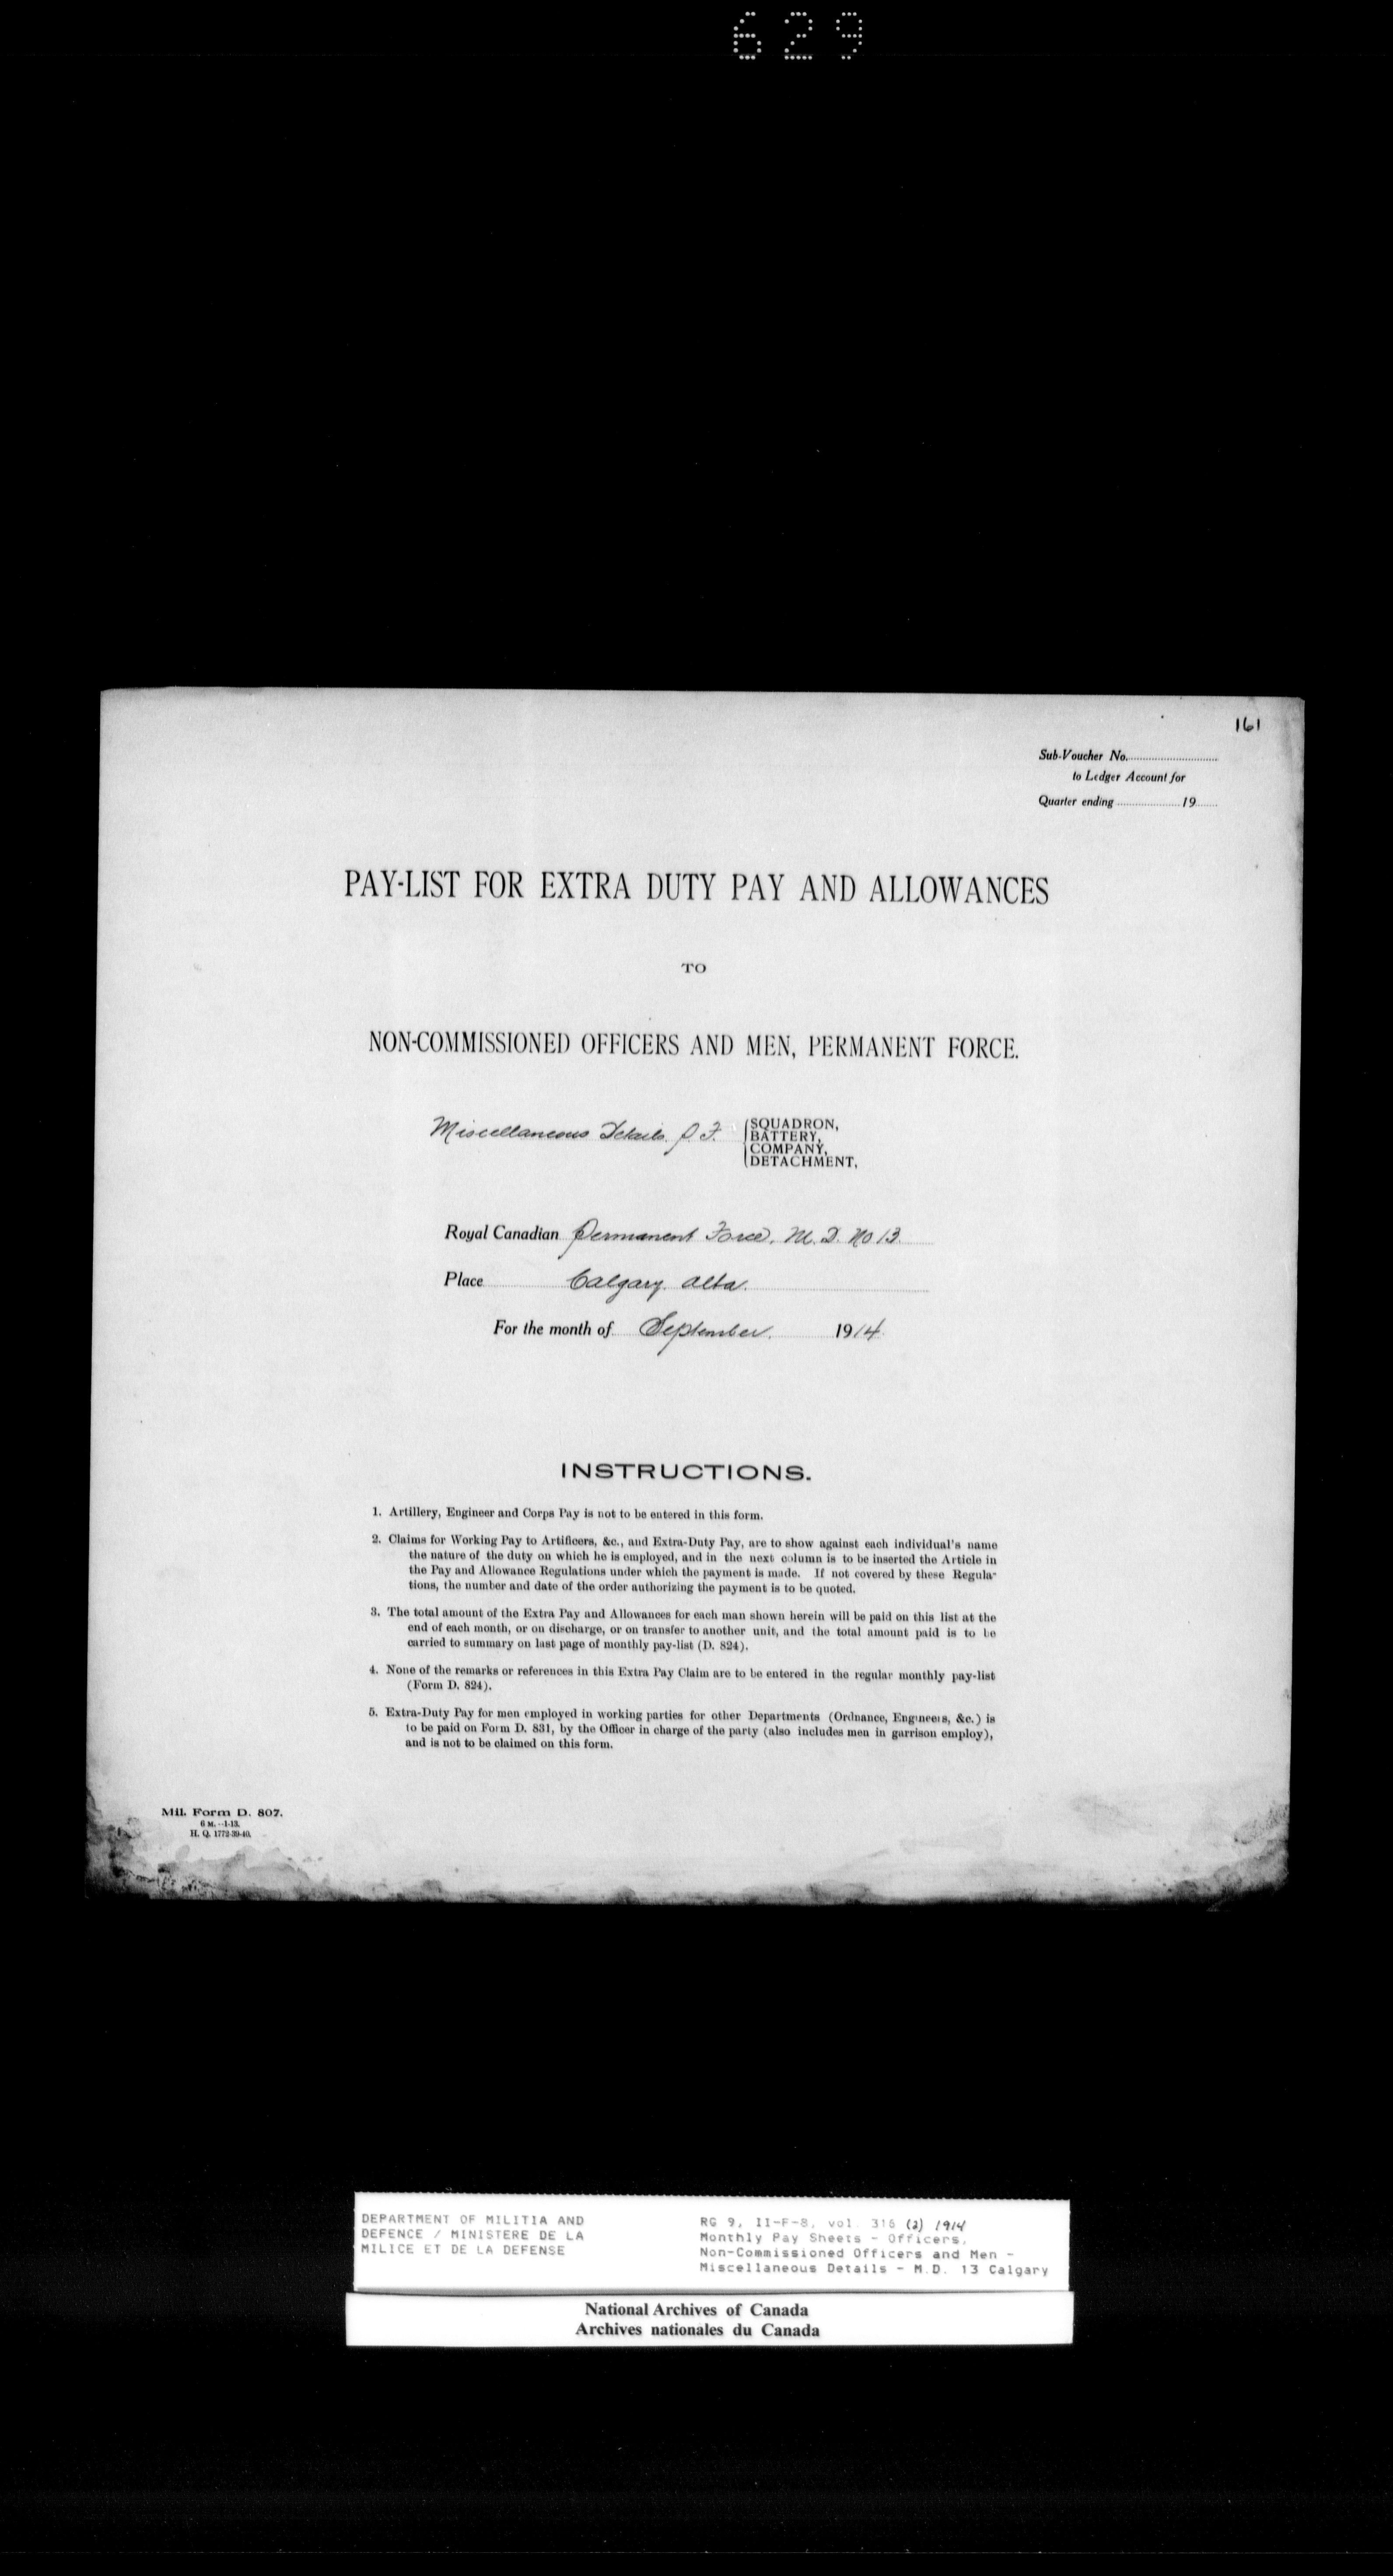 629
161
Sub-Voucher No.
to Ledger Account for
Quarter ending 19
PAY-LIST FOR EXTRA DUTY PAY AND ALLOWANCES
TO
NON-COMMISSIONED OFFICERS AND MEN, PERMANENT FORCE.
Miscellaneous Details P.F. SQUADRON,
BATTERY,
COMPANY,
DETACHMENT,
Royal Canadian Permanent Force. M.D. No 13.
Place Calgary. Alta.
For the month of September. 1914.
INSTRUCTIONS.
1. Artillery, Engineer and Corps Pay is not to be entered in this form.
2. Claims for Working Pay to Artificers, &c., and Extra-Duty Pay, are to show against each individual's name
the nature of the duty on which he is employed, and in the next column is to be inserted the Article in
the Pay and Allowance Regulations under which the payment is made. If not covered by these Regula-
tions, the number and date of the order authorizing the payment is to be quoted.
3. The total amount of the Extra Pay and Allowances for each man shown herein will be paid on this list at the
end of each month, or on discharge, or on transfer to another unit, and the total amount paid is to be
carried to summary on last page of monthly pay-list (D. 824).
4. None of the remarks or references in this Extra Pay Claim are to be entered in the regular monthly pay-list
(Form D. 824).
5. Extra-Duty Pay for men employed in working parties for other Departments (Ordnance, Engineers, &c.) is
to be paid on Form D. 831, by the Officer in charge of the party (also includes men in garrison employ),
and is not to be claimed on this form.
Mil. Form D. 807.
6 M.--1-13.
H. Q. 1772-39-40.
DEPARTMENT OF MILITIA AND
DEFENCE / MINISTERE DE LA
MILICE ET DE LA DEFENSE
RG 9, II-F-8, vol. 316 (2) 1914
Monthly Pay Sheets - Officers,
Non-Commissioned Officers and Men -
Miscellaneous Details - M.D. 13 Calgary
National Archives of Canada
Archives nationales du Canada